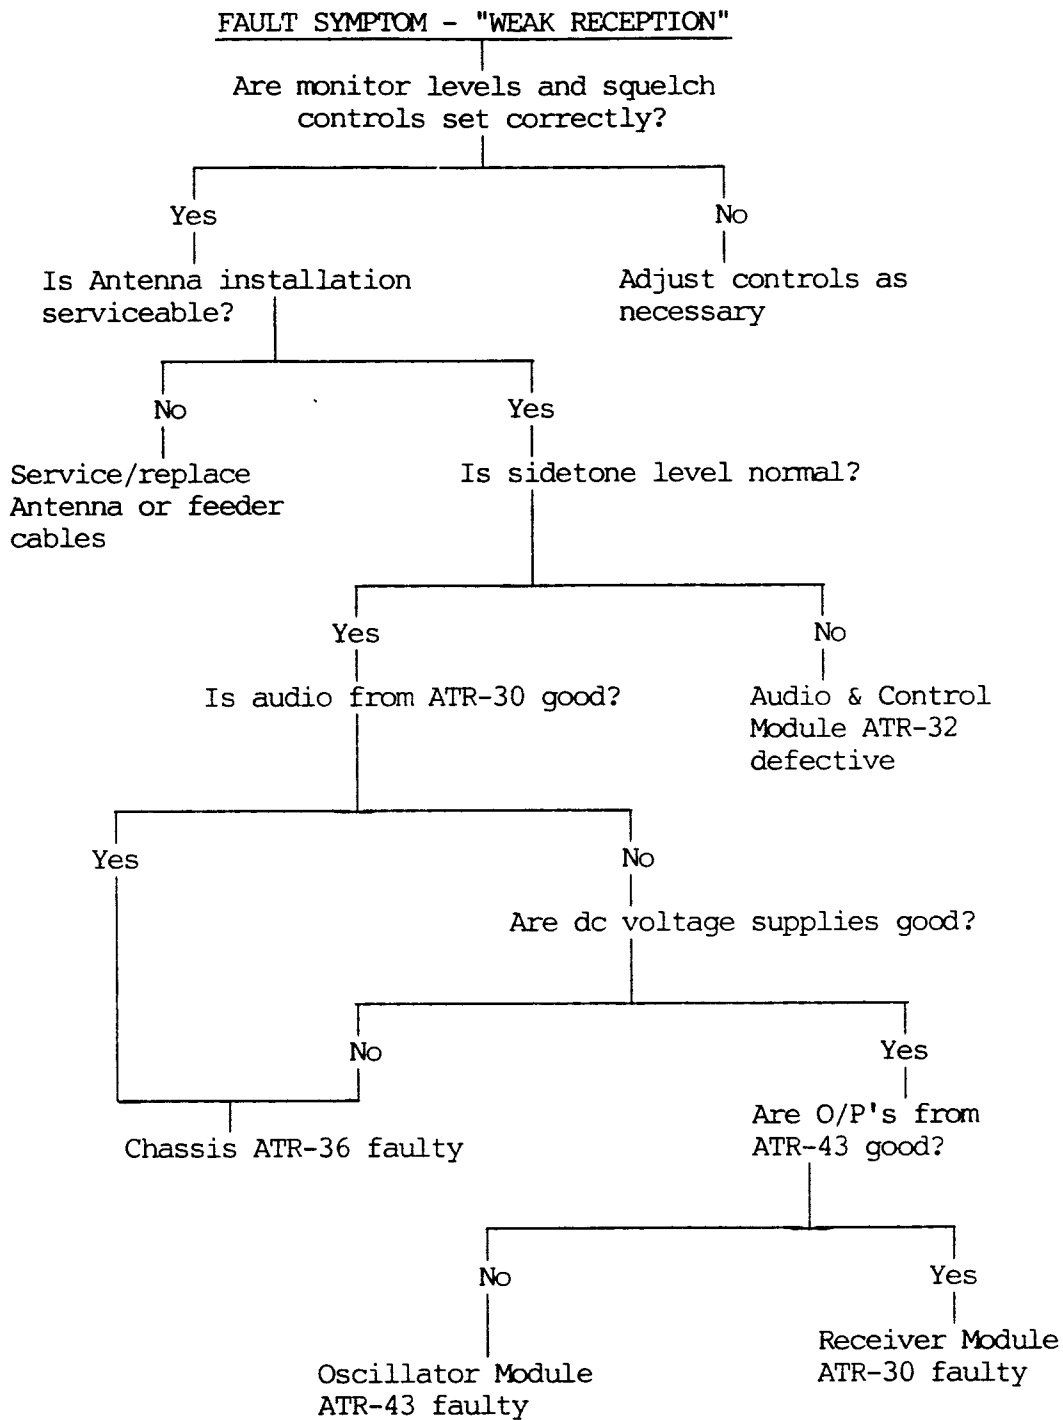 FAULT SYMPTOM - "WEAK RECEPTION"
Are monitor levels and squelch
controls set correctly?
Yes
No
Is Antenna installation
serviceable?
Adjust controls as
necessary
No
Yes
Service/replace
Antenna or feeder
cables
Is sidetone level normal?
Yes
No
Is audio from ATR-30 good?
Audio & Control
Module ATR-32
defective
Yes
No
Are dc voltage supplies good?
No
Yes
Chassis ATR-36 faulty
Are O/P's from
ATR-43 good?
No
Yes
Oscillator Module
ATR-43 faulty
Receiver Module
ATR-30 faulty